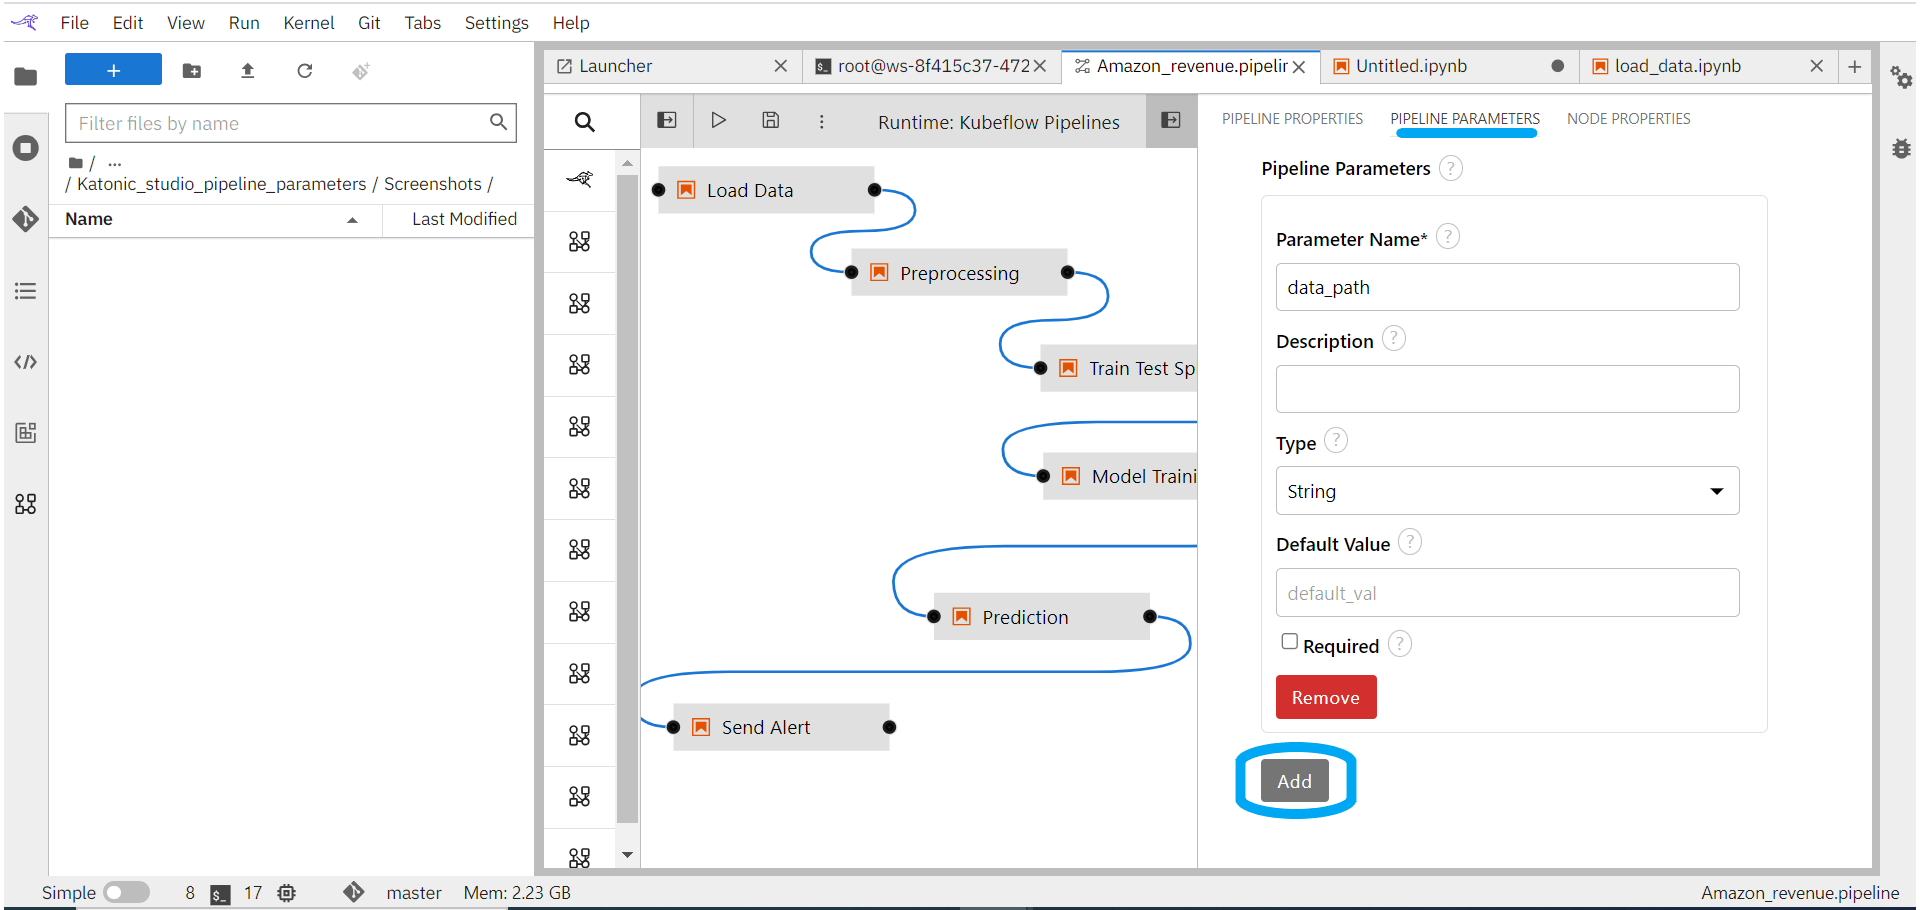 File Edit View Run Kernel Git Tabs Settings Help
+
Filter files by name
/ ...
/ Katonic_studio_pipeline_parameters / Screenshots /
Name Last Modified
Launcher
root@ws-8f415c37-472
Amazon_revenue.pipelir
Untitled.ipynb
load_data.ipynb
Runtime: Kubeflow Pipelines
Load Data
Preprocessing
Train Test Sp
Model Traini
Prediction
Send Alert
PIPELINE PROPERTIES PIPELINE PARAMETERS NODE PROPERTIES
Pipeline Parameters ?
Parameter Name* ?
data_path
Description ?
Type ?
String
Default Value ?
default_val
Required ?
Remove
Add
Simple 8 $_ 17 master Mem: 2.23 GB
Amazon_revenue.pipeline